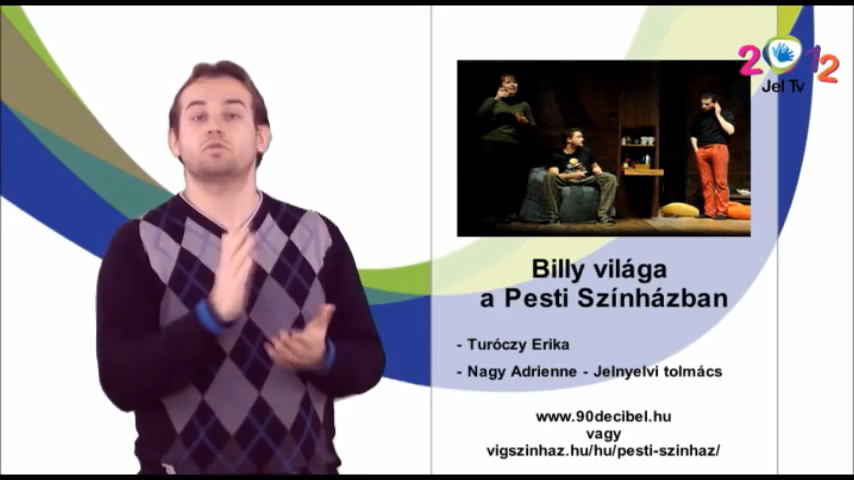 2012
Jel Tv
Billy világa
a Pesti Színházban
- Turóczy Erika
- Nagy Adrienne - Jelnyelvi tolmács
www.90decibel.hu
vagy
vigszinhaz.hu/hu/pesti-szinhaz/